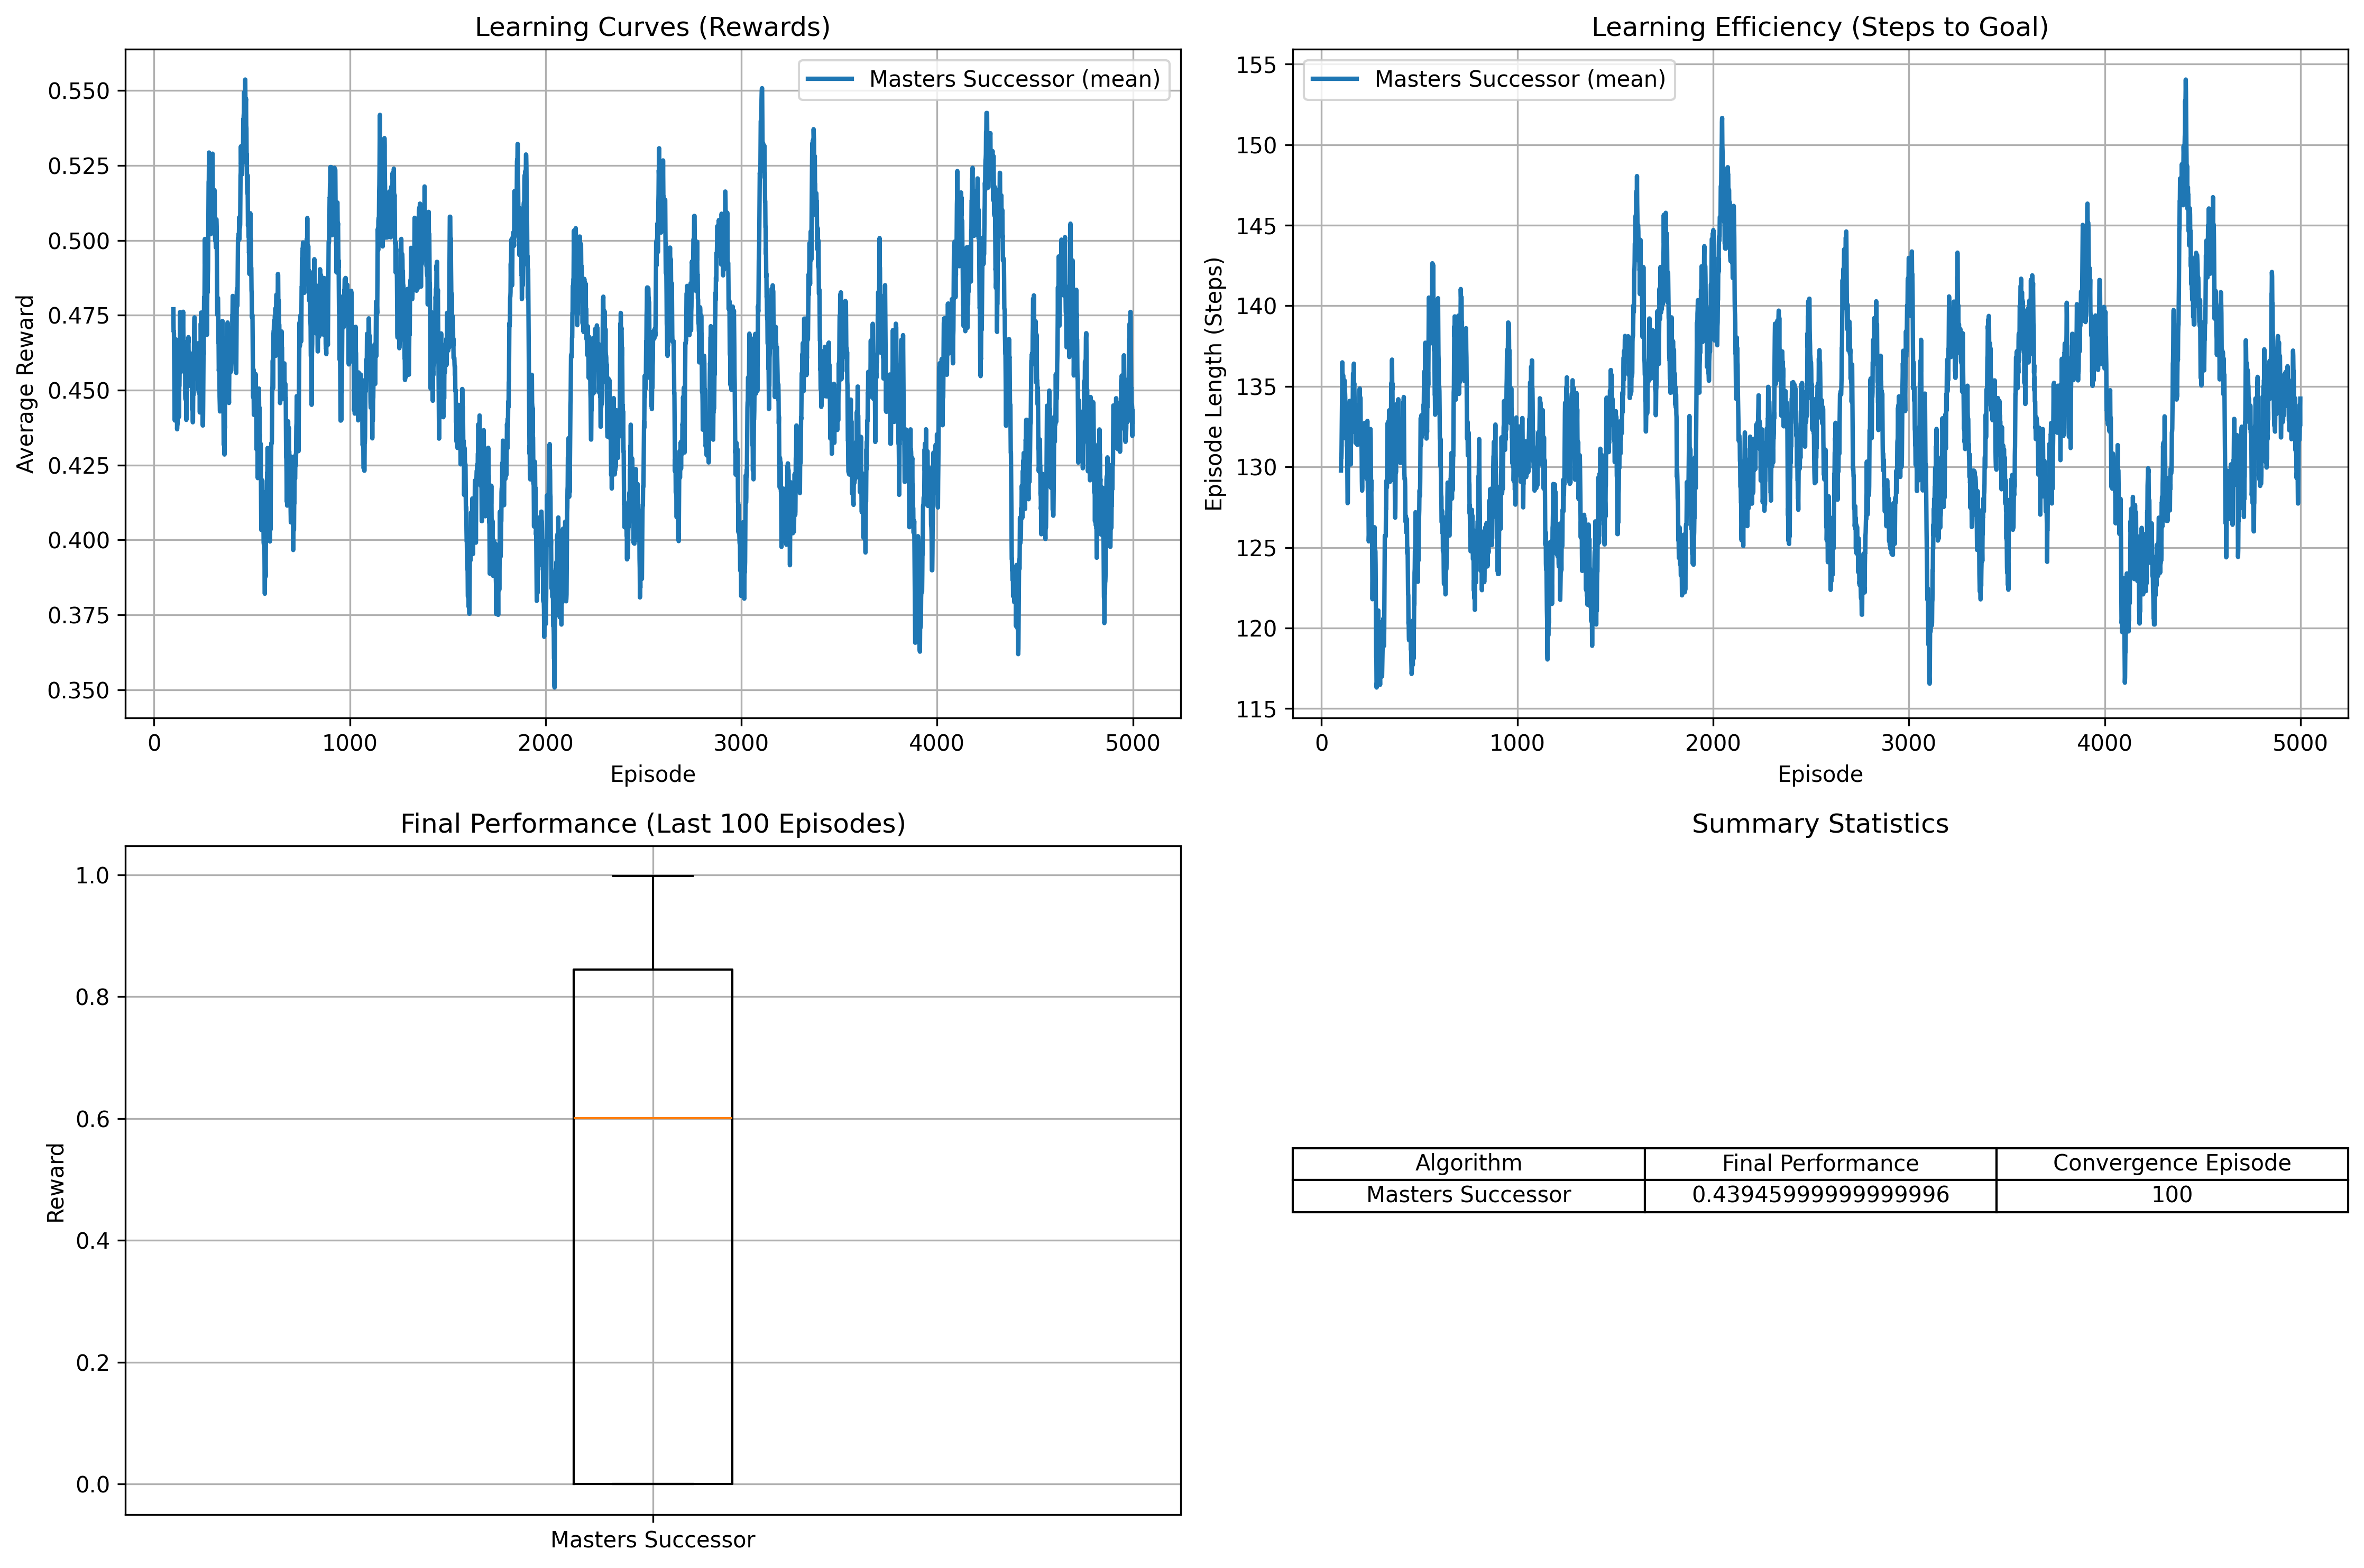 Learning Curves (Rewards)
Masters Successor (mean)
Average Reward
0.550
0.525
0.500
0.475
0.450
0.425
0.400
0.375
0.350
0 1000 2000 3000 4000 5000
Episode
Learning Efficiency (Steps to Goal)
Masters Successor (mean)
Episode Length (Steps)
155
150
145
140
135
130
125
120
115
0 1000 2000 3000 4000 5000
Episode
Final Performance (Last 100 Episodes)
Reward
1.0
0.8
0.6
0.4
0.2
0.0
Masters Successor
Summary Statistics
Algorithm Final Performance Convergence Episode
Masters Successor 0.43945999999999996 100